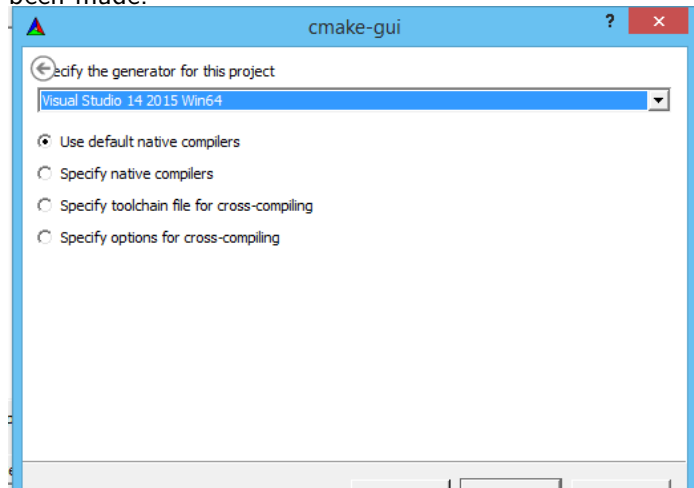 been made.
cmake-gui
?
ecify the generator for this project
Visual Studio 14 2015 Win64
Use default native compilers
Specify native compilers
Specify toolchain file for cross-compiling
Specify options for cross-compiling